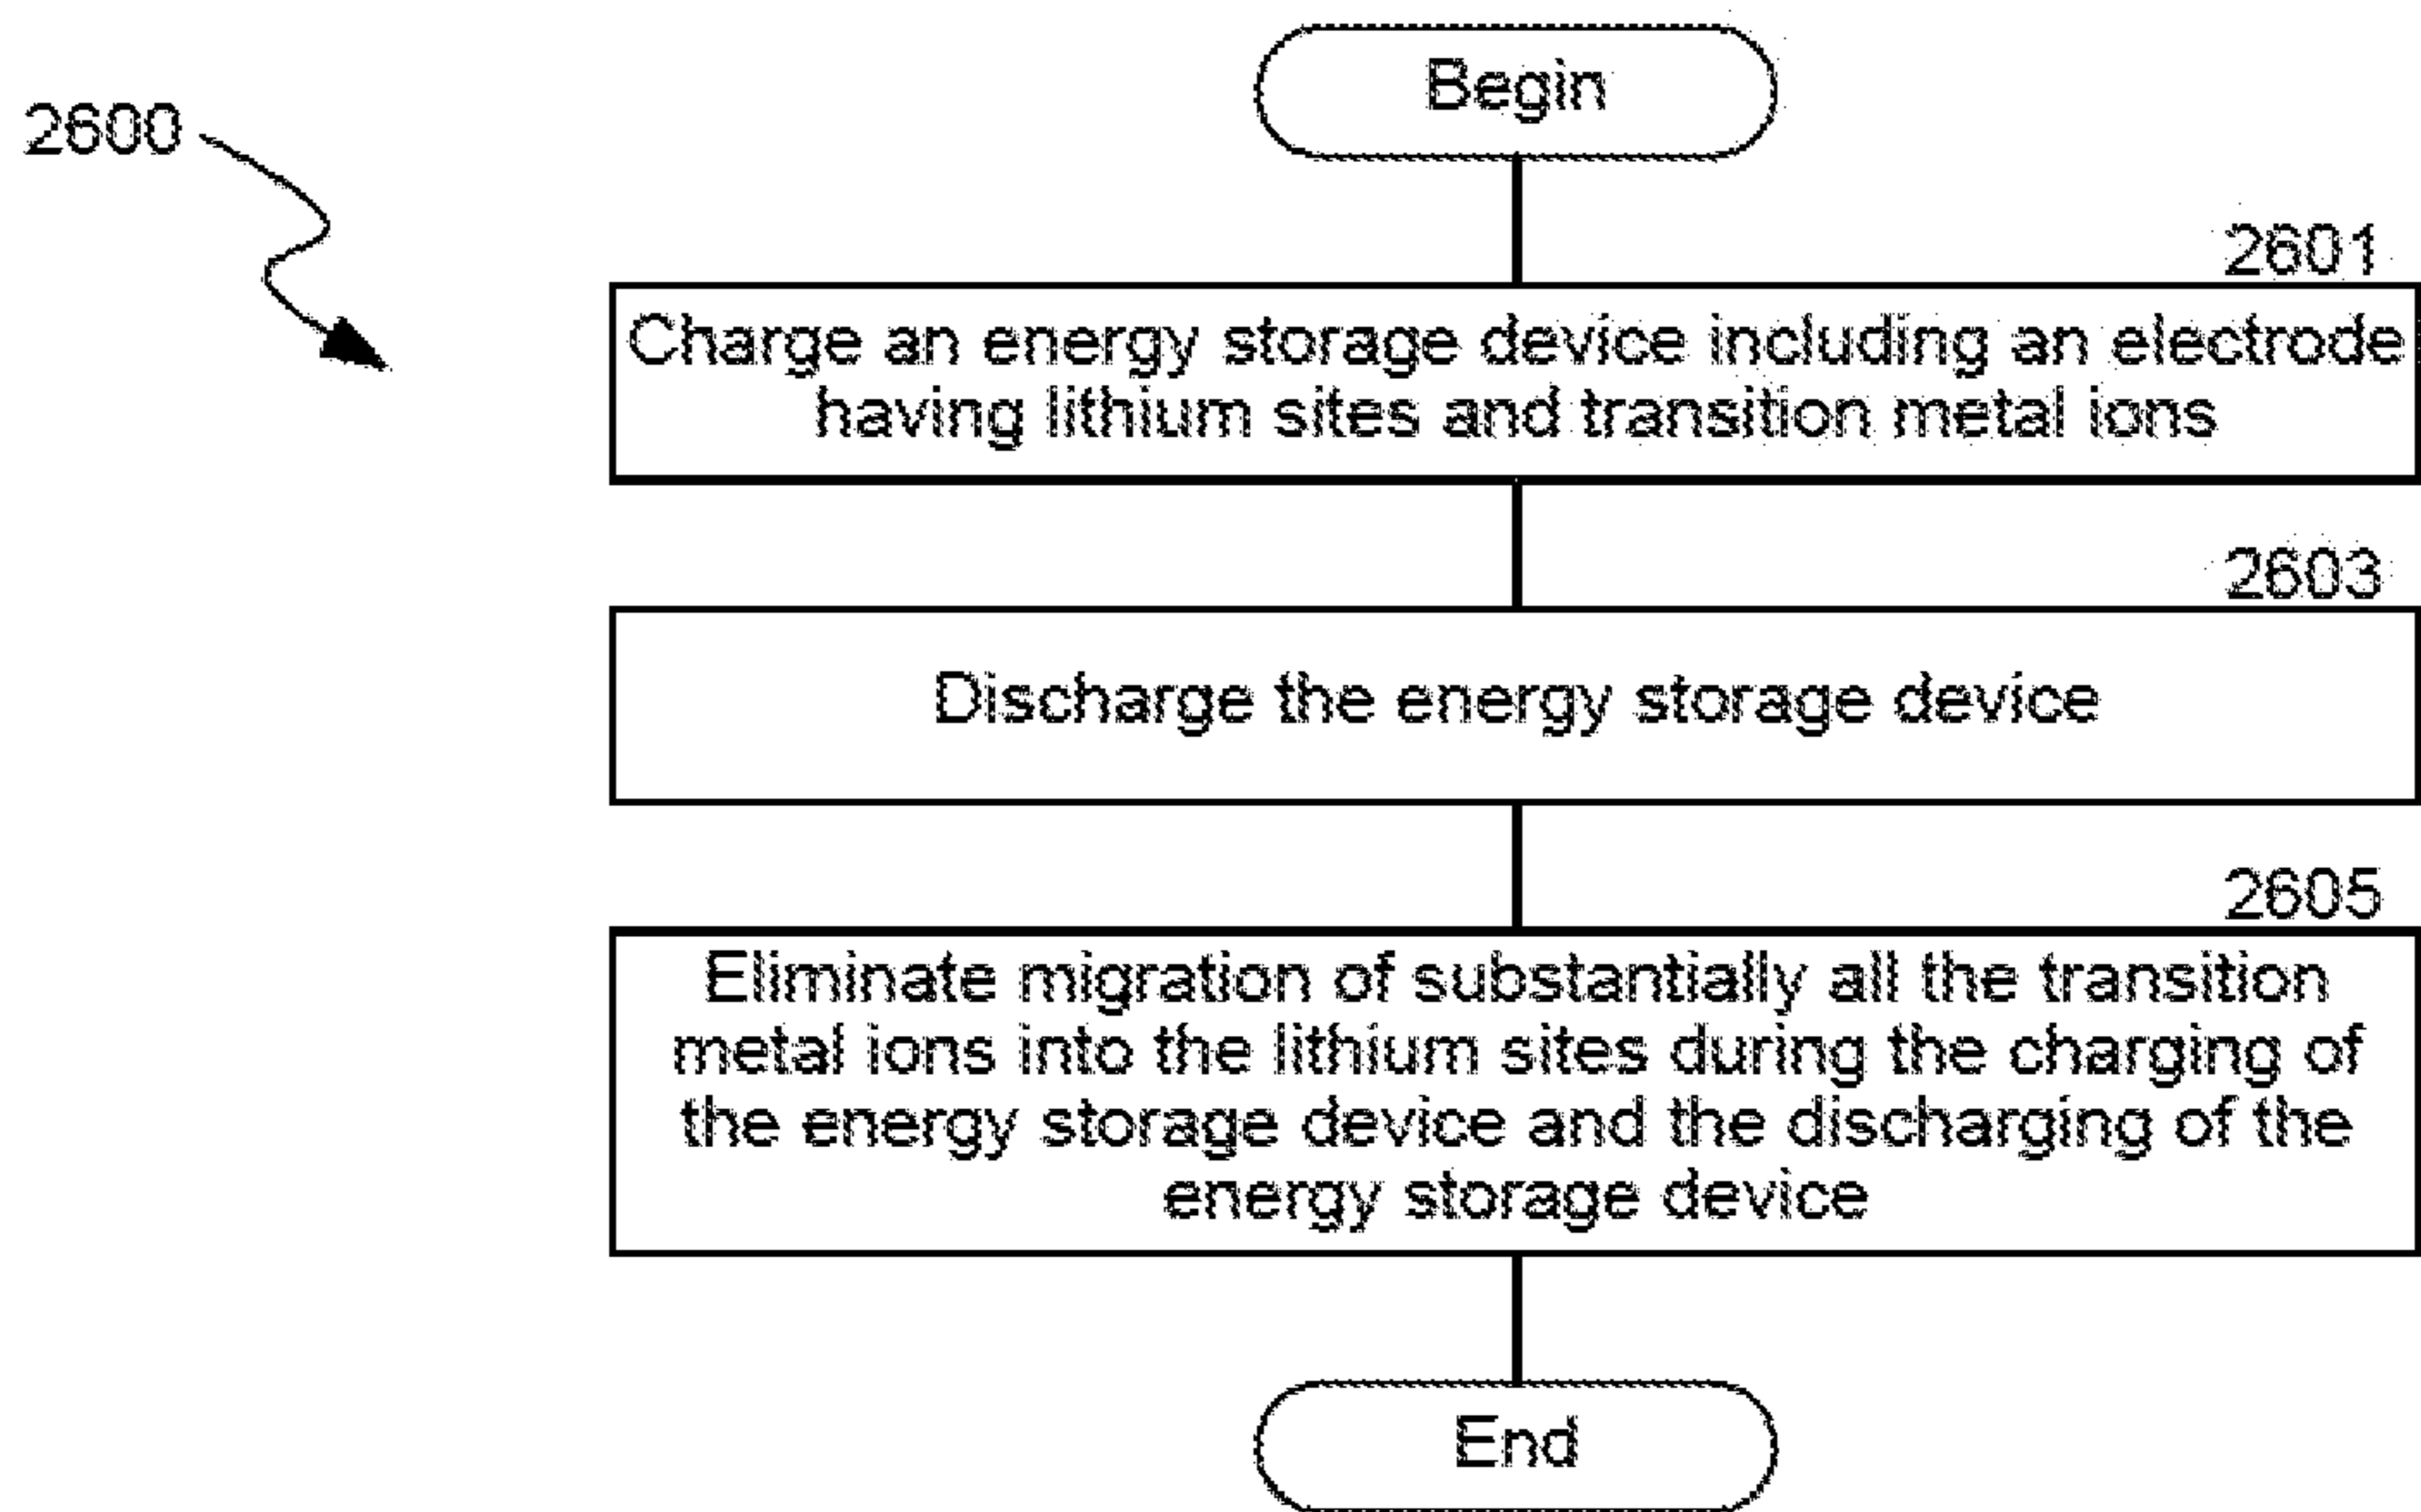 2600
Begin
2601
Charge an energy storage device including an electrode
having lithium sites and transition metal ions
2603
Discharge the energy storage device
2605
Eliminate migration of substantially all the transition
metal ions into the lithium sites during the charging of
the energy storage device and the discharging of the
energy storage device
End